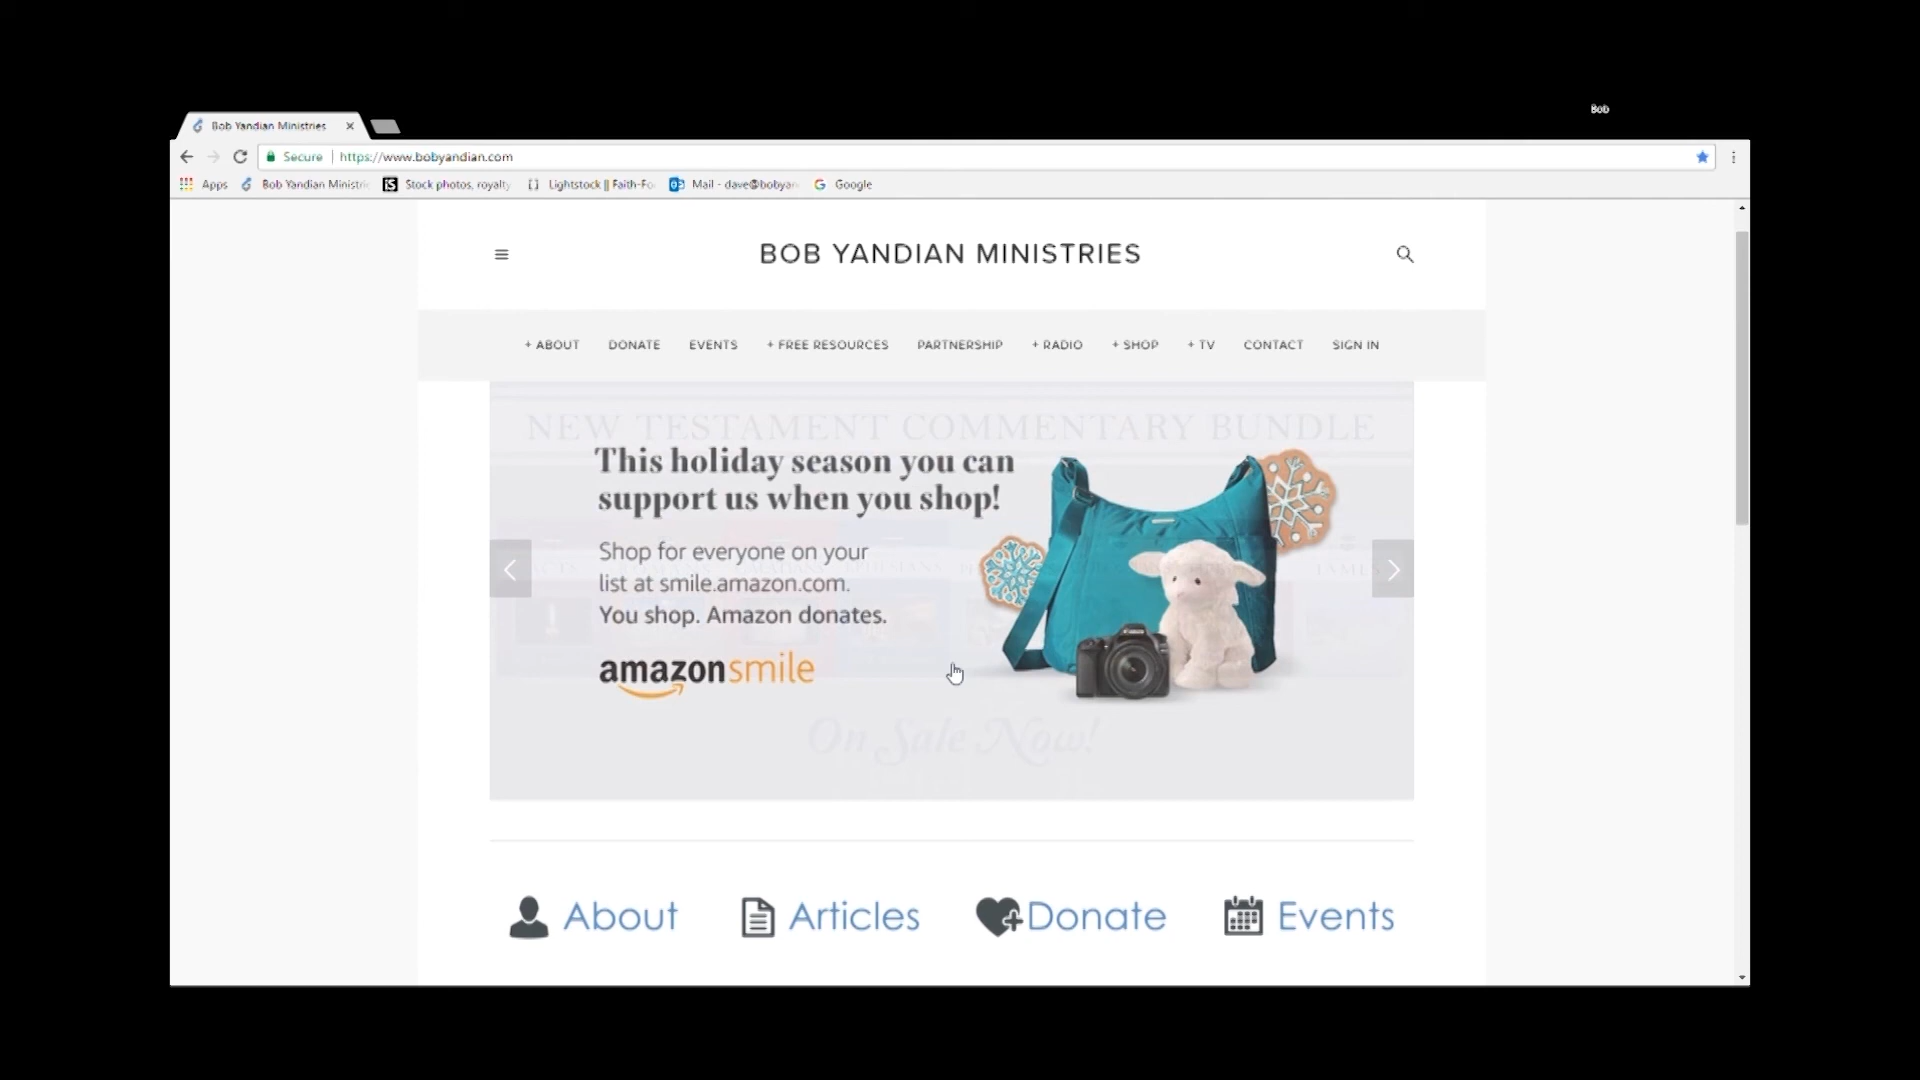 Bob
Bob Yandian Ministries
Secure | https://www.bobyandian.com
Apps Bob Yandian Ministri Stock photos, royalty Lightstock || Faith-Fo Mail - dave@bobyan Google
BOB YANDIAN MINISTRIES
+ ABOUT DONATE EVENTS + FREE RESOURCES PARTNERSHIP + RADIO + SHOP + TV CONTACT SIGN IN
NEW TESTAMENT COMMENTARY BUNDLE
This holiday season you can
support us when you shop!
Shop for everyone on your
list at smile.amazon.com.
You shop. Amazon donates.
amazonsmile
On Sale Now!
About Articles Donate Events